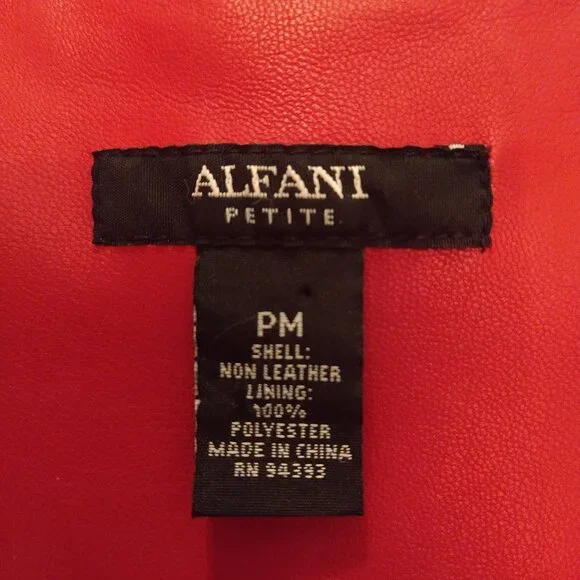 ALFANI
PETITE
PM
SHELL:
NON LEATHER
LINING:
100%
POLYESTER
MADE IN CHINA
RN 94393